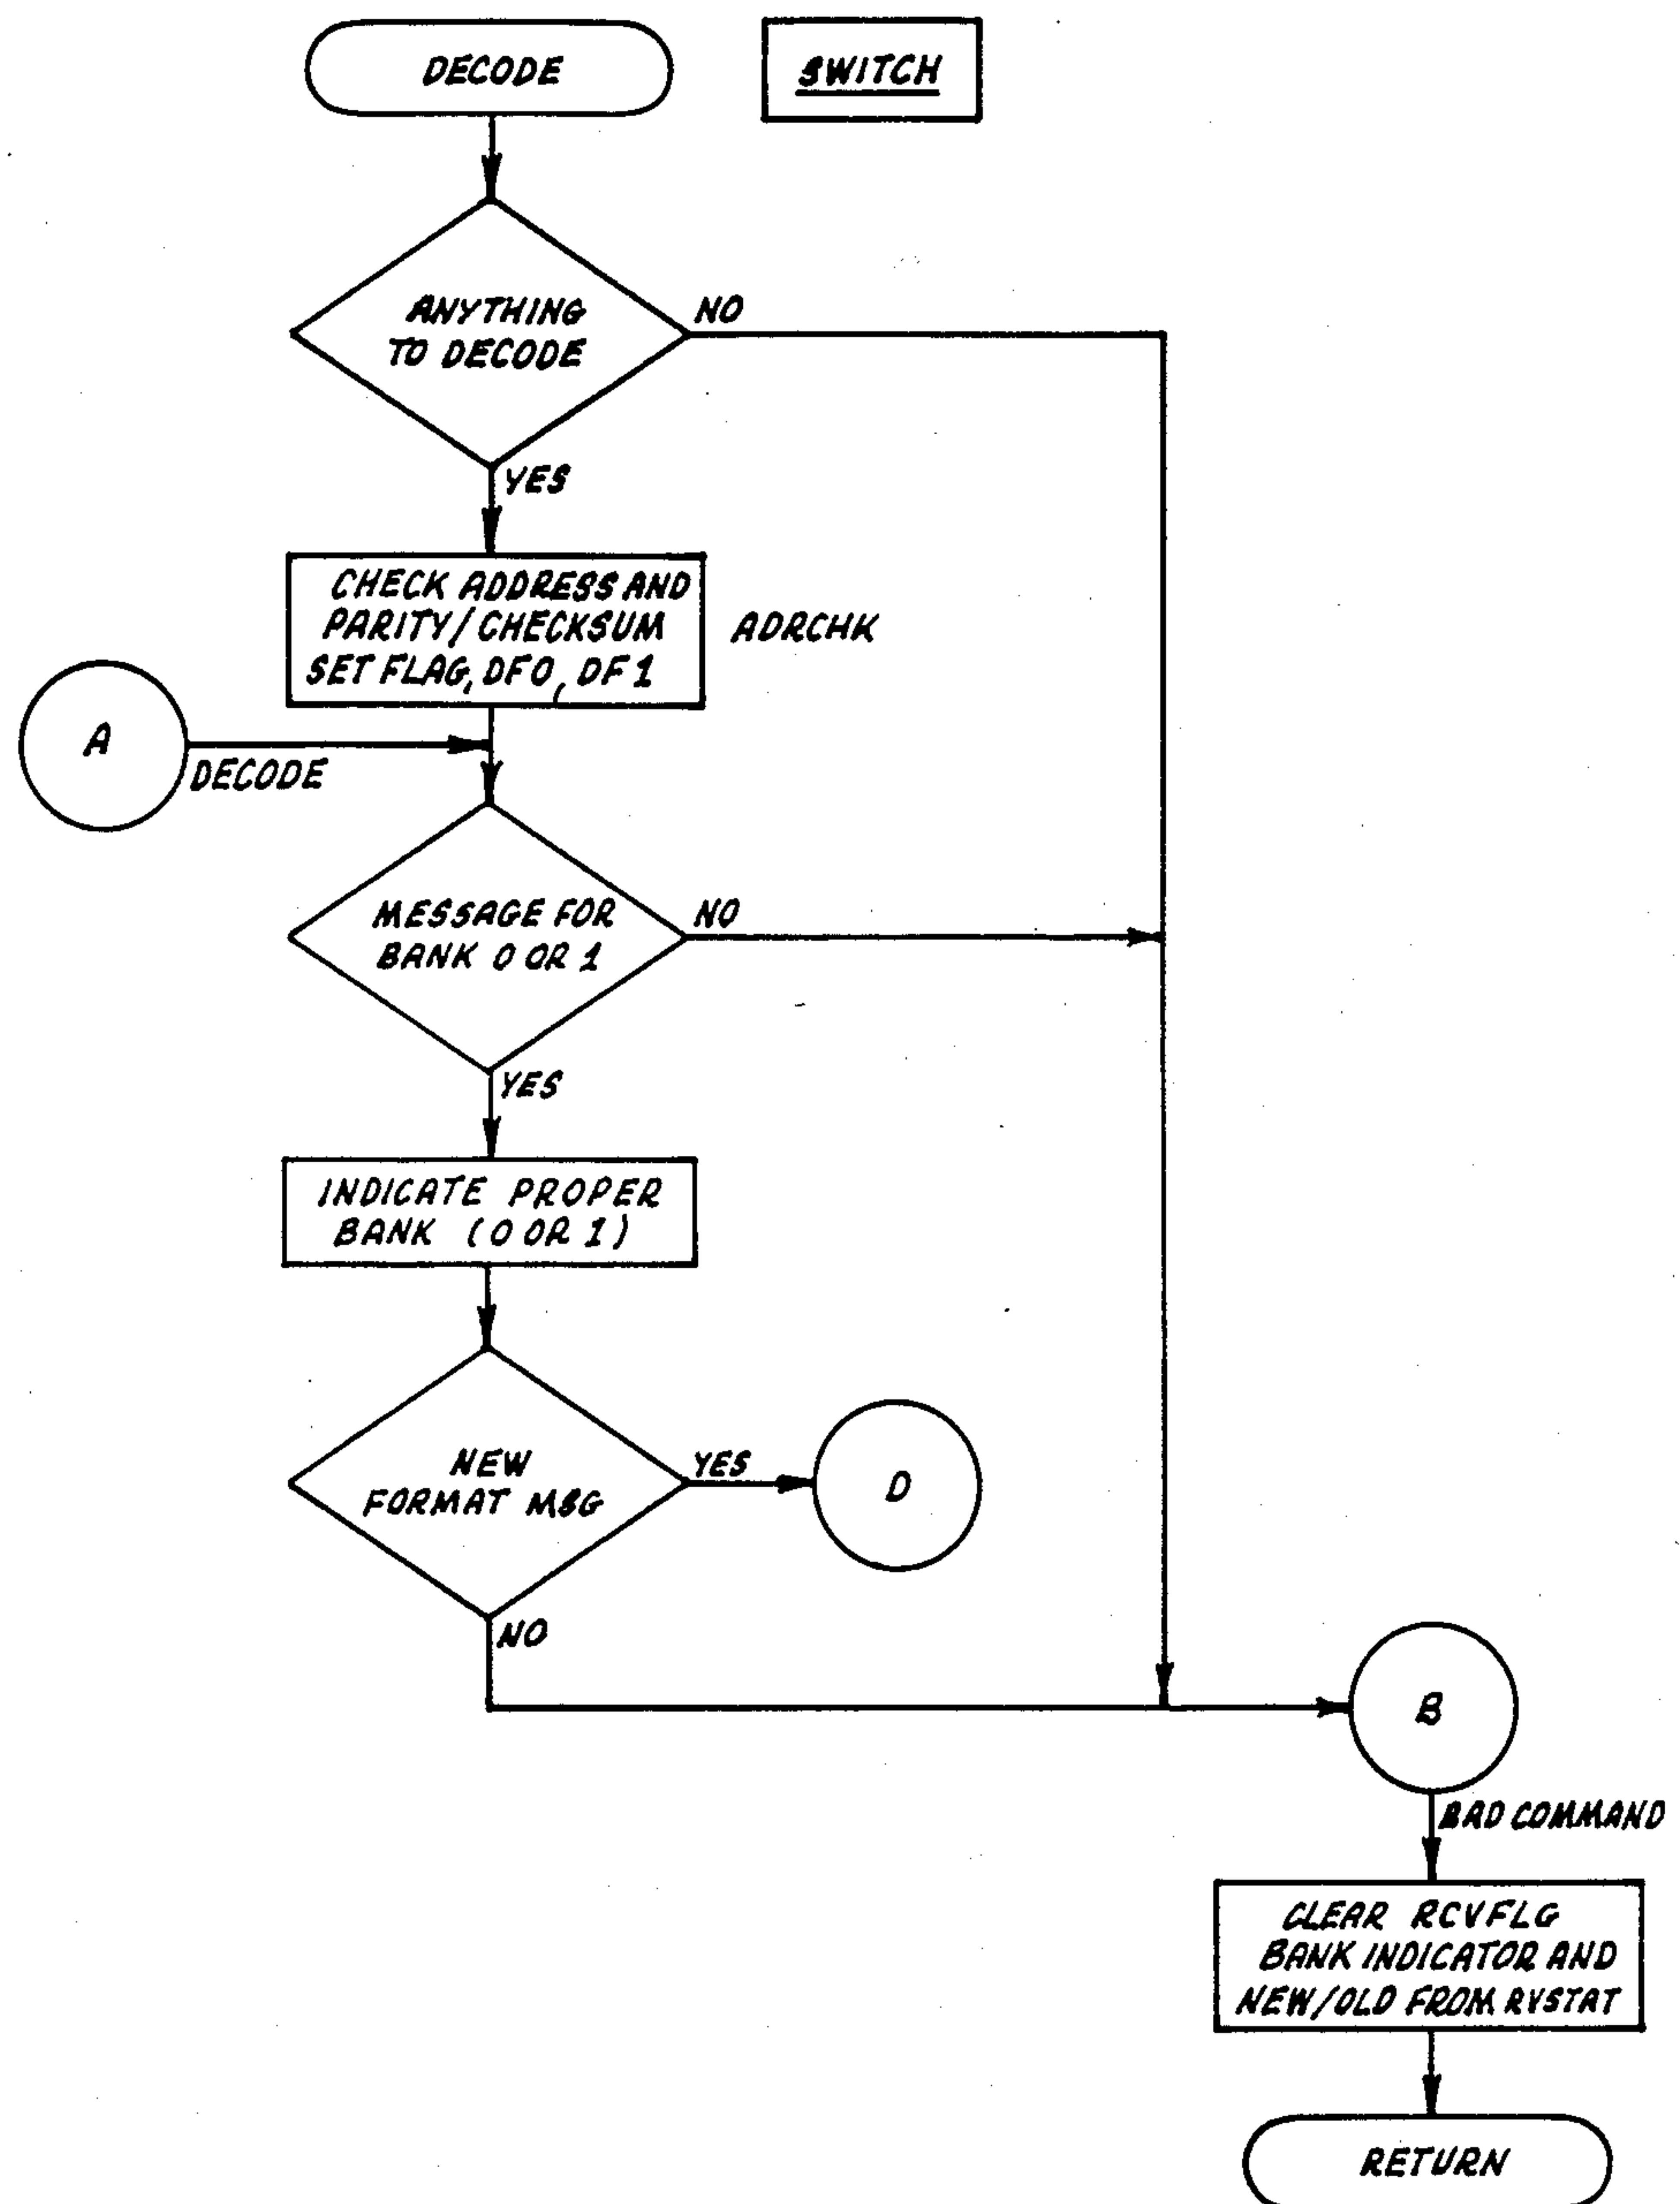 DECODE
SWITCH
ANYTHING
TO DECODE
NO
YES
CHECK ADDRESS AND
PARITY/CHECKSUM
SET FLAG, DF0, DF1
ADRCHK
A
DECODE
MESSAGE FOR
BANK 0 OR 1
NO
YES
INDICATE PROPER
BANK (0 OR 1)
NEW
FORMAT MSG
YES
D
NO
B
BAD COMMAND
CLEAR RCVFLG
BANK INDICATOR AND
NEW/OLD FROM RVSTAT
RETURN